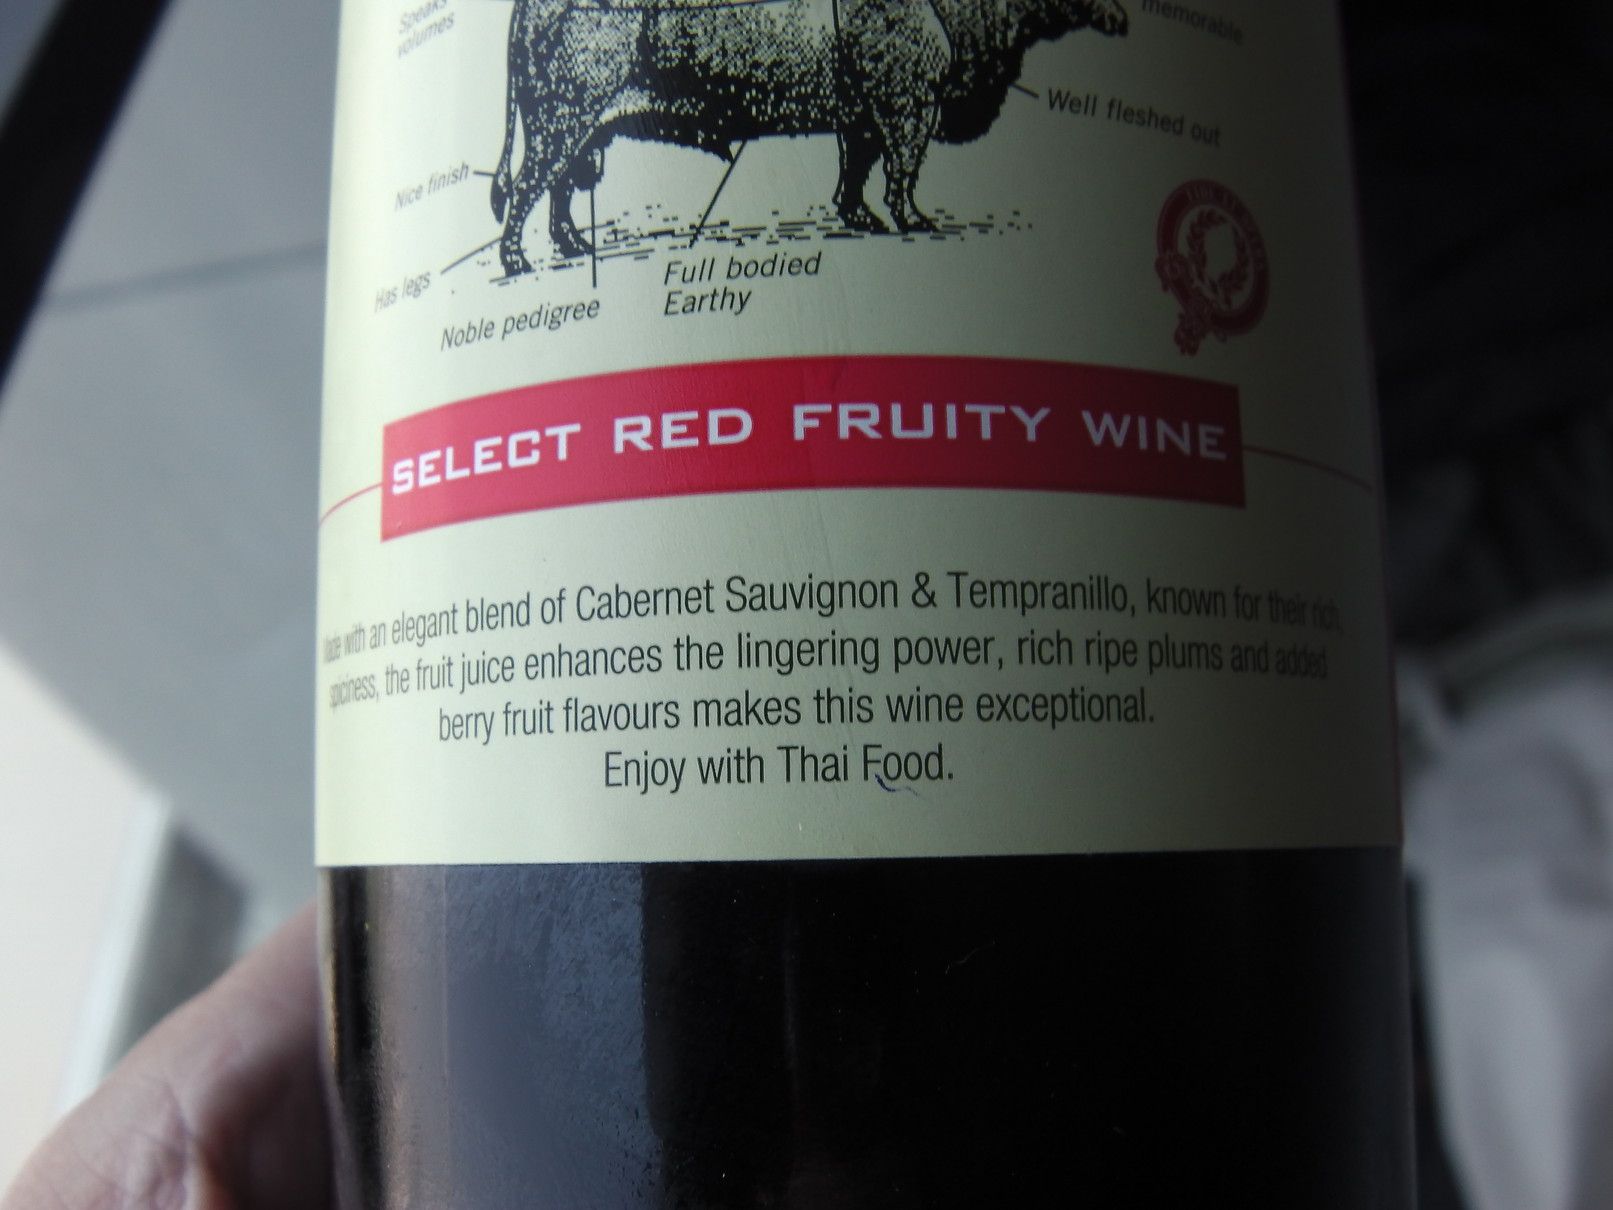 Speaks
volumes
memorable
Well fleshed out
Nice finish
Has legs
Full bodied
Earthy
Noble pedigree
SELECT RED FRUITY WINE
Made with an elegant blend of Cabernet Sauvignon & Tempranillo, known for their rich,
spiciness, the fruit juice enhances the lingering power, rich ripe plums and added
berry fruit flavours makes this wine exceptional.
Enjoy with Thai Food.